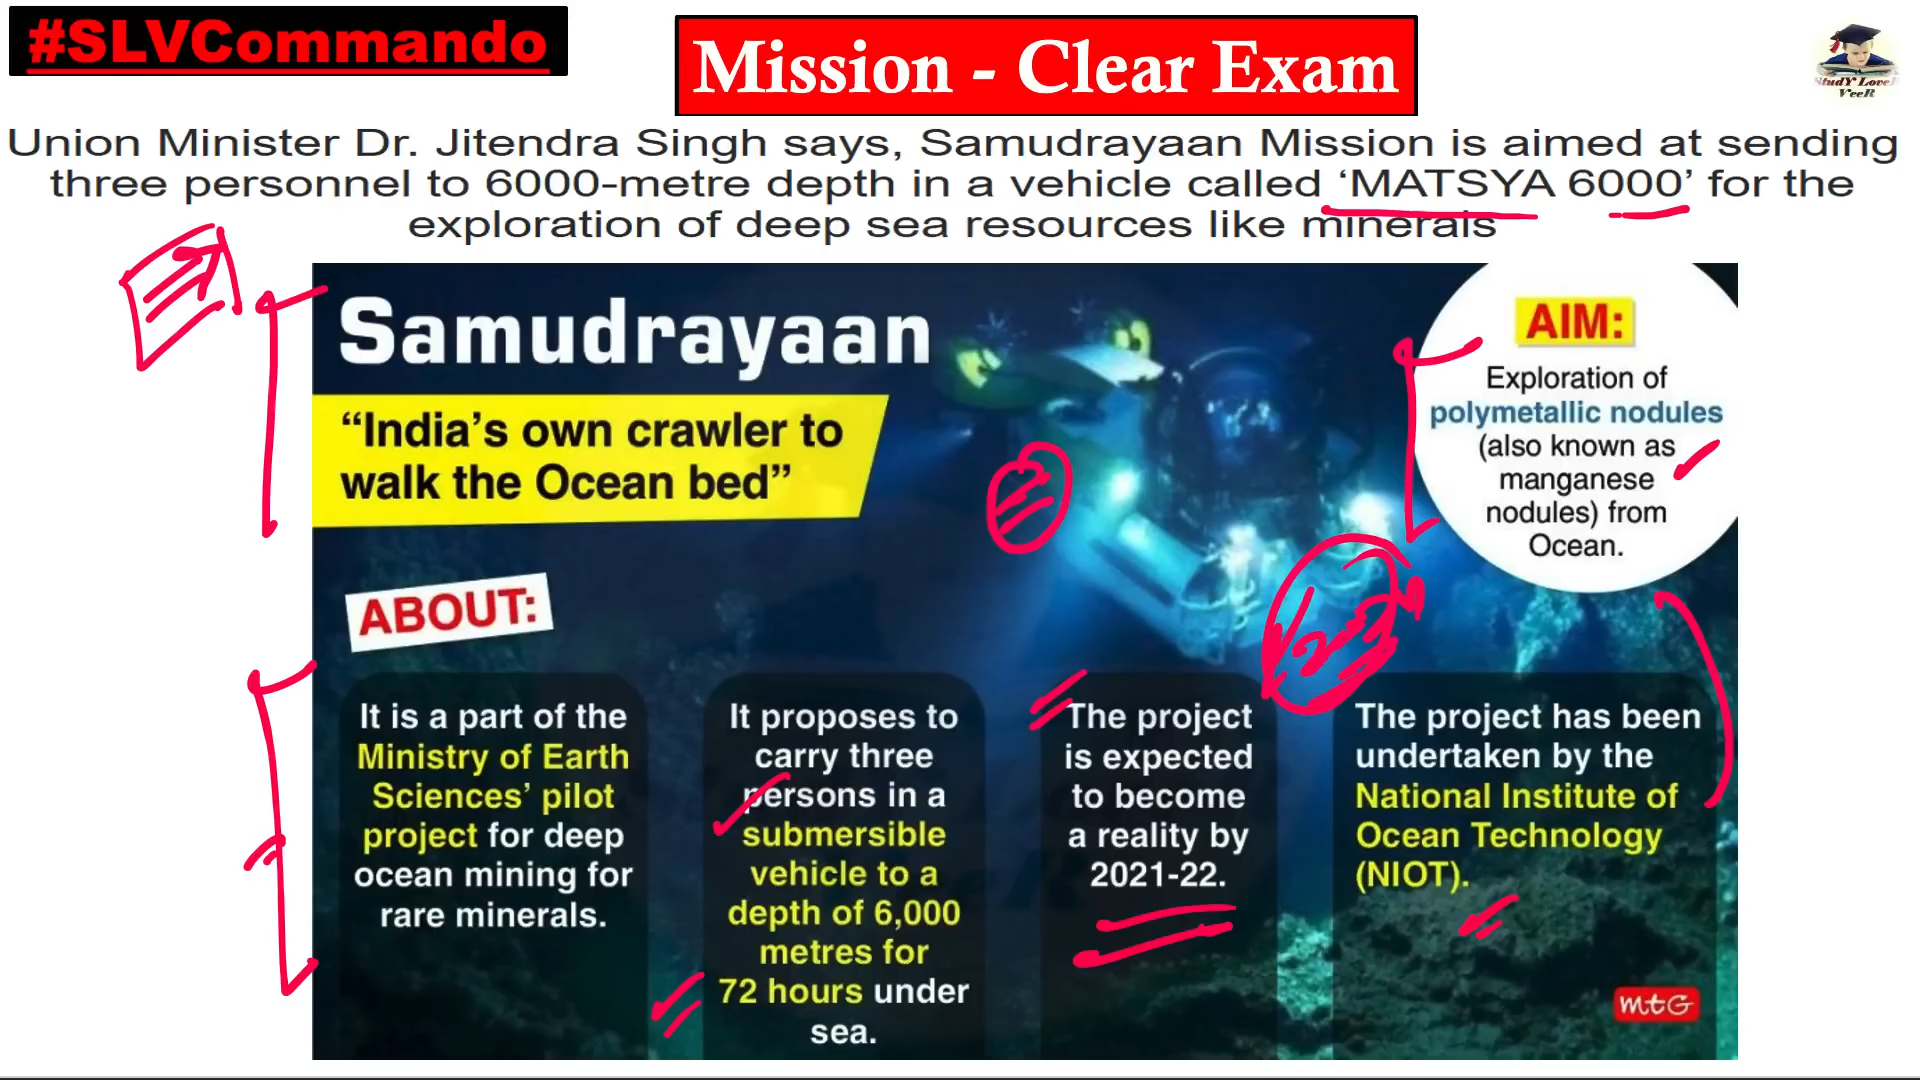 #SLVCommando
Mission - Clear Exam
StudY LoveR
VeeR
Union Minister Dr. Jitendra Singh says, Samudrayaan Mission is aimed at sending
three personnel to 6000-metre depth in a vehicle called ‘MATSYA 6000’ for the
exploration of deep sea resources like minerals
Samudrayaan
“India’s own crawler to
walk the Ocean bed”
AIM:
Exploration of
polymetallic nodules
(also known as
manganese
nodules) from
Ocean.
ABOUT:
It is a part of the
Ministry of Earth
Sciences’ pilot
project for deep
ocean mining for
rare minerals.
It proposes to
carry three
persons in a
submersible
vehicle to a
depth of 6,000
metres for
72 hours under
sea.
The project
is expected
to become
a reality by
2021-22.
The project has been
undertaken by the
National Institute of
Ocean Technology
(NIOT).
mtG